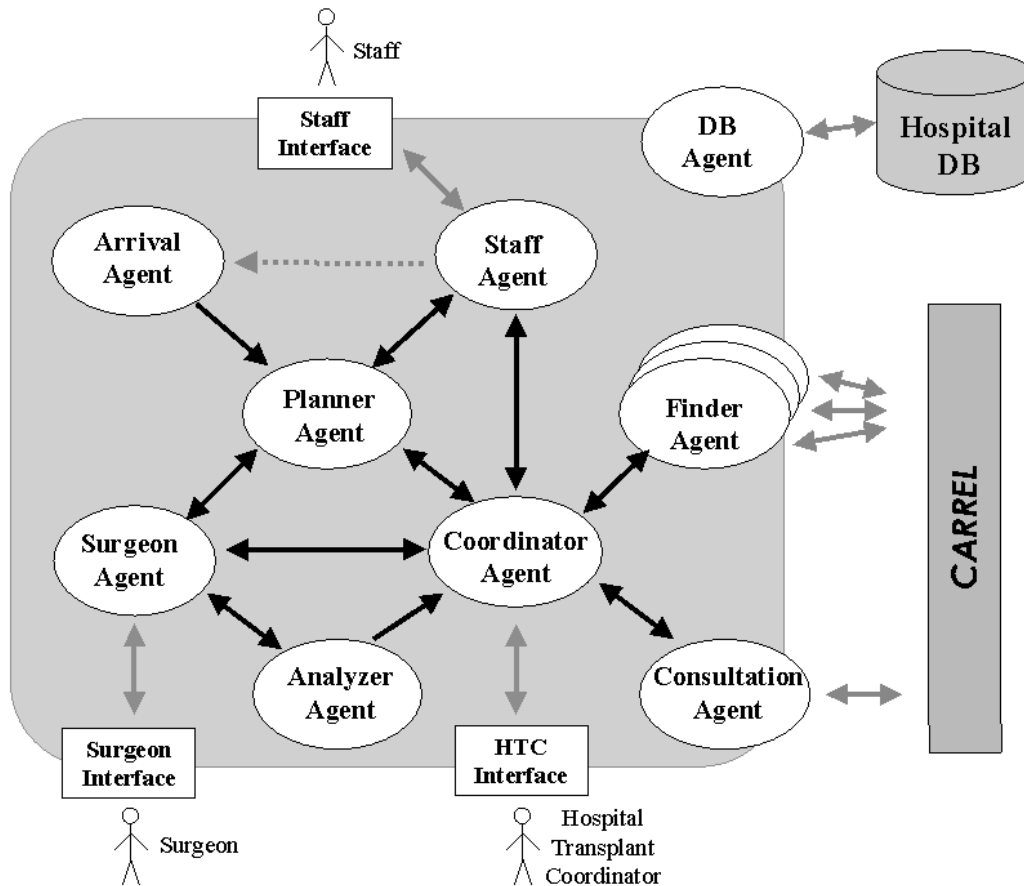 Staff
Staff
Interface
DB
Agent
Hospital
DB
Arrival
Agent
Staff
Agent
Planner
Agent
Finder
Agent
CARREL
Surgeon
Agent
Coordinator
Agent
Analyzer
Agent
Consultation
Agent
Surgeon
Interface
HTC
Interface
Surgeon
Hospital
Transplant
Coordinator